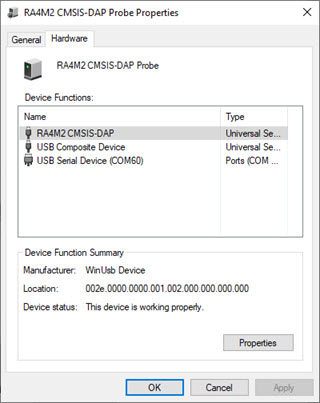 RA4M2 CMSIS-DAP Probe Properties
General Hardware
RA4M2 CMSIS-DAP Probe
Device Functions:
Name Type
RA4M2 CMSIS-DAP Universal Se...
USB Composite Device Universal Se...
USB Serial Device (COM60) Ports (COM ...
Device Function Summary
Manufacturer: WinUsb Device
Location: 002e.0000.0000.001.002.000.000.000.000
Device status: This device is working properly.
Properties
OK Cancel Apply